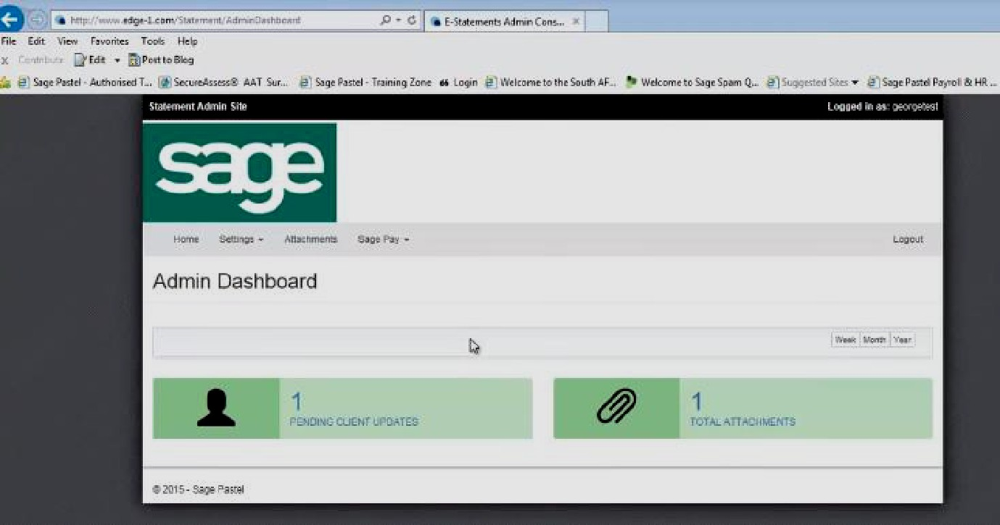 http://www.edge-1.com/Statement/AdminDashboard
E-Statements Admin Cons...
File Edit View Favorites Tools Help
x Contribute Edit Post to Blog
Sage Pastel - Authorised T... SecureAssess® AAT Sur... Sage Pastel - Training Zone Login Welcome to the South AF... Welcome to Sage Spam Q... Suggested Sites Sage Pastel Payroll & HR ...
Statement Admin Site Logged in as: georgetest
sage
Home Settings Attachments Sage Pay Logout
Admin Dashboard
Week Month Year
1
PENDING CLIENT UPDATES
1
TOTAL ATTACHMENTS
© 2015 - Sage Pastel